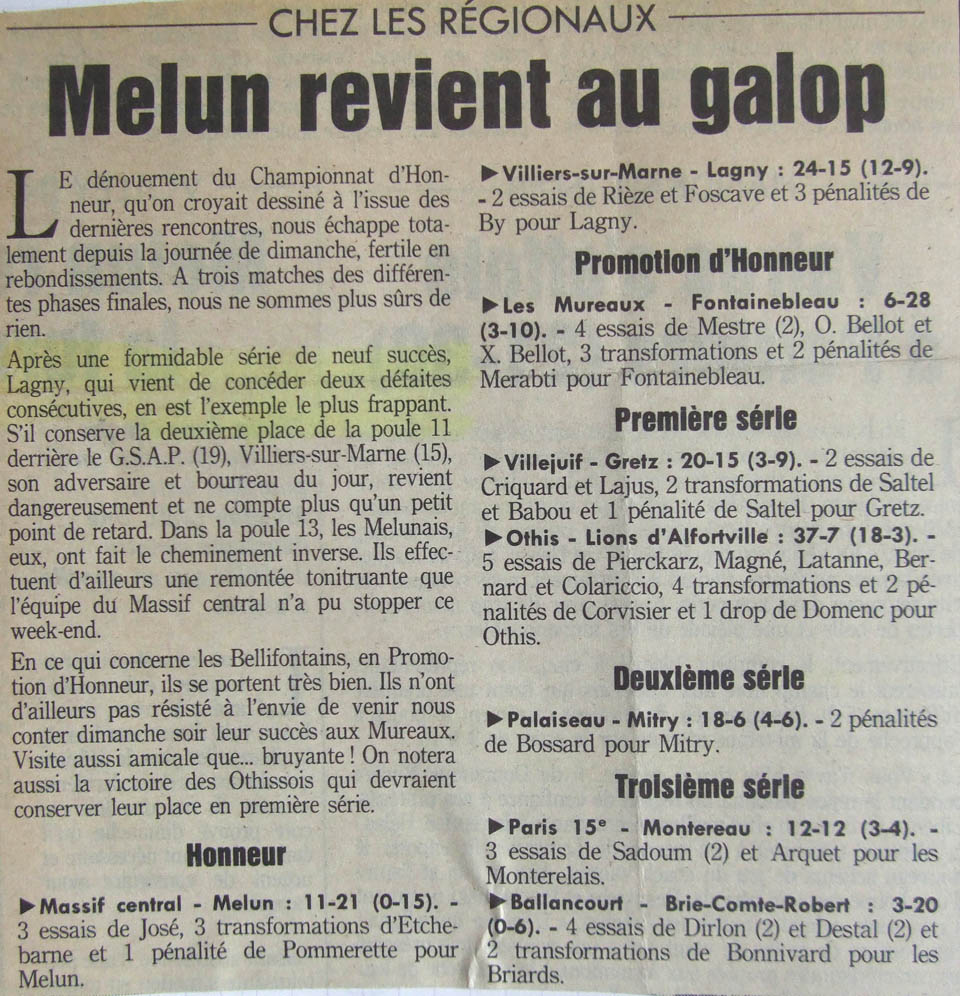 CHEZ LES RÉGIONAUX
Melun revient au galop
LE dénouement du Championnat d'Hon-
neur, qu'on croyait dessiné à l'issue des
dernières rencontres, nous échappe tota-
lement depuis la journée de dimanche, fertile en
rebondissements. A trois matches des différen-
tes phases finales, nous ne sommes plus sûrs de
rien.
Après une formidable série de neuf succès,
Lagny, qui vient de concéder deux défaites
consécutives, en est l'exemple le plus frappant.
S'il conserve la deuxième place de la poule 11
derrière le G.S.A.P. (19), Villiers-sur-Marne (15),
son adversaire et bourreau du jour, revient
dangereusement et ne compte plus qu'un petit
point de retard. Dans la poule 13, les Melunais,
eux, ont fait le cheminement inverse. Ils effec-
tuent d'ailleurs une remontée tonitruante que
l'équipe du Massif central n'a pu stopper ce
week-end.
En ce qui concerne les Bellifontains, en Promo-
tion d'Honneur, ils se portent très bien. Ils n'ont
d'ailleurs pas résisté à l'envie de venir nous
conter dimanche soir leur succès aux Mureaux.
Visite aussi amicale que... bruyante ! On notera
aussi la victoire des Othissois qui devraient
conserver leur place en première série.
Honneur
►Massif central - Melun : 11-21 (0-15). -
3 essais de José, 3 transformations d'Etche-
barne et 1 pénalité de Pommerette pour
Melun.
►Villiers-sur-Marne - Lagny : 24-15 (12-9).
- 2 essais de Rièze et Foscave et 3 pénalités de
By pour Lagny.
Promotion d'Honneur
►Les Mureaux - Fontainebleau : 6-28
(3-10). - 4 essais de Mestre (2), O. Bellot et
X. Bellot, 3 transformations et 2 pénalités de
Merabti pour Fontainebleau.
Première série
►Villejuif - Gretz : 20-15 (3-9). - 2 essais de
Criquard et Lajus, 2 transformations de Saltel
et Babou et 1 pénalité de Saltel pour Gretz.
►Othis - Lions d'Alfortville : 37-7 (18-3). -
5 essais de Pierckarz, Magné, Latanne, Ber-
nard et Colariccio, 4 transformations et 2 pé-
nalités de Corvisier et 1 drop de Domenc pour
Othis.
Deuxième série
►Palaiseau - Mitry : 18-6 (4-6). - 2 pénalités
de Bossard pour Mitry.
Troisième série
►Paris 15e - Montereau : 12-12 (3-4). -
3 essais de Sadoum (2) et Arquet pour les
Monterelais.
►Ballancourt - Brie-Comte-Robert : 3-20
(0-6). - 4 essais de Dirlon (2) et Destal (2) et
2 transformations de Bonnivard pour les
Briards.